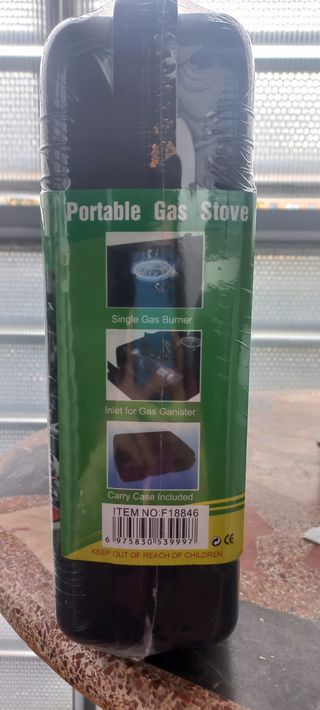 Portable Gas Stove
Single Gas Burner
Inlet for Gas Ganister
Carry Case Included
ITEM NO:F18846
6 975830 539997
CE
KEEP OUT OF REACH OF CHILDREN